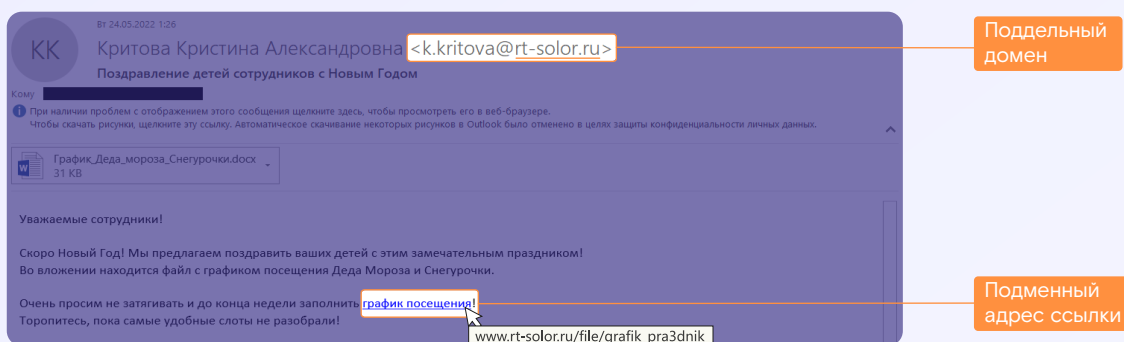 Вт 24.05.2022 1:26
КК
Критова Кристина Александровна <k.kritova@rt-solor.ru>
Поддельный
домен
Поздравление детей сотрудников с Новым Годом
Кому
При наличии проблем с отображением этого сообщения щелкните здесь, чтобы просмотреть его в веб-браузере.
Чтобы скачать рисунки, щелкните эту ссылку. Автоматическое скачивание некоторых рисунков в Outlook было отменено в целях защиты конфиденциальности личных данных.
График_Деда_мороза_Снегурочки.docx
31 KB
Уважаемые сотрудники!
Скоро Новый Год! Мы предлагаем поздравить ваших детей с этим замечательным праздником!
Во вложении находится файл с графиком посещения Деда Мороза и Снегурочки.
Очень просим не затягивать и до конца недели заполнить график посещения!
Торопитесь, пока самые удобные слоты не разобрали!
Подменный
адрес ссылки
www.rt-solor.ru/file/grafik_pra3dnik